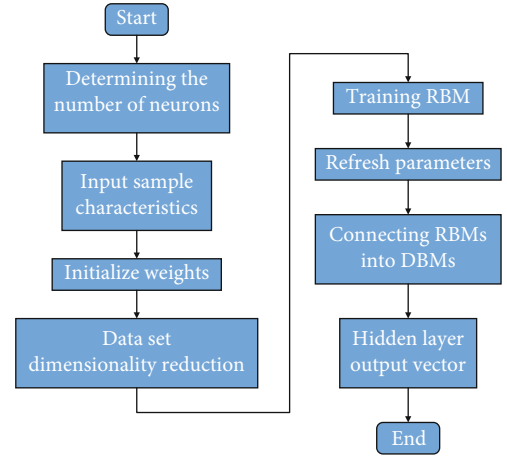 Start
Determining the
number of neurons
Input sample
characteristics
Initialize weights
Data set
dimensionality reduction
Training RBM
Refresh parameters
Connecting RBMs
into DBMs
Hidden layer
output vector
End